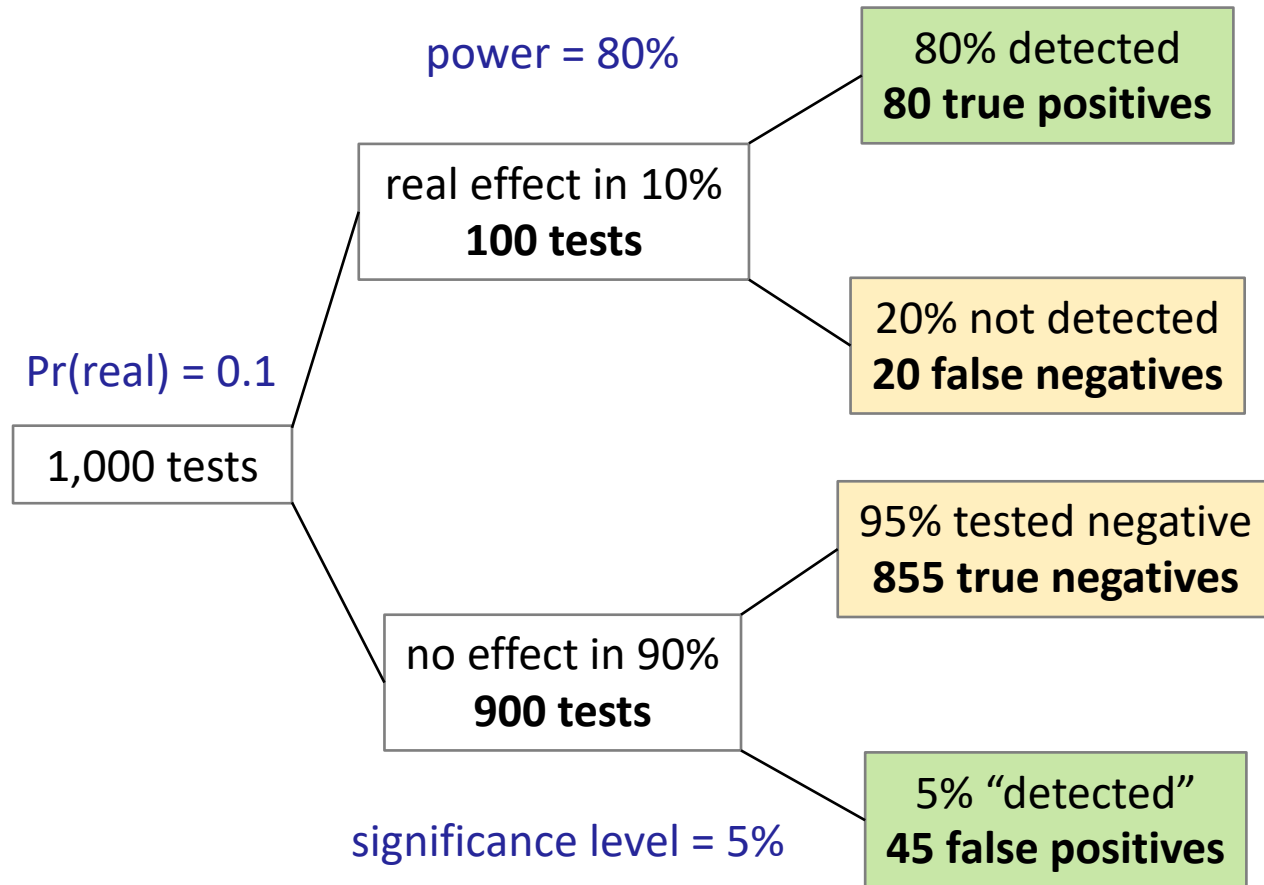 power = 80%
80% detected
80 true positives
real effect in 10%
100 tests
20% not detected
20 false negatives
Pr(real) = 0.1
1,000 tests
95% tested negative
855 true negatives
no effect in 90%
900 tests
5% “detected”
45 false positives
significance level = 5%